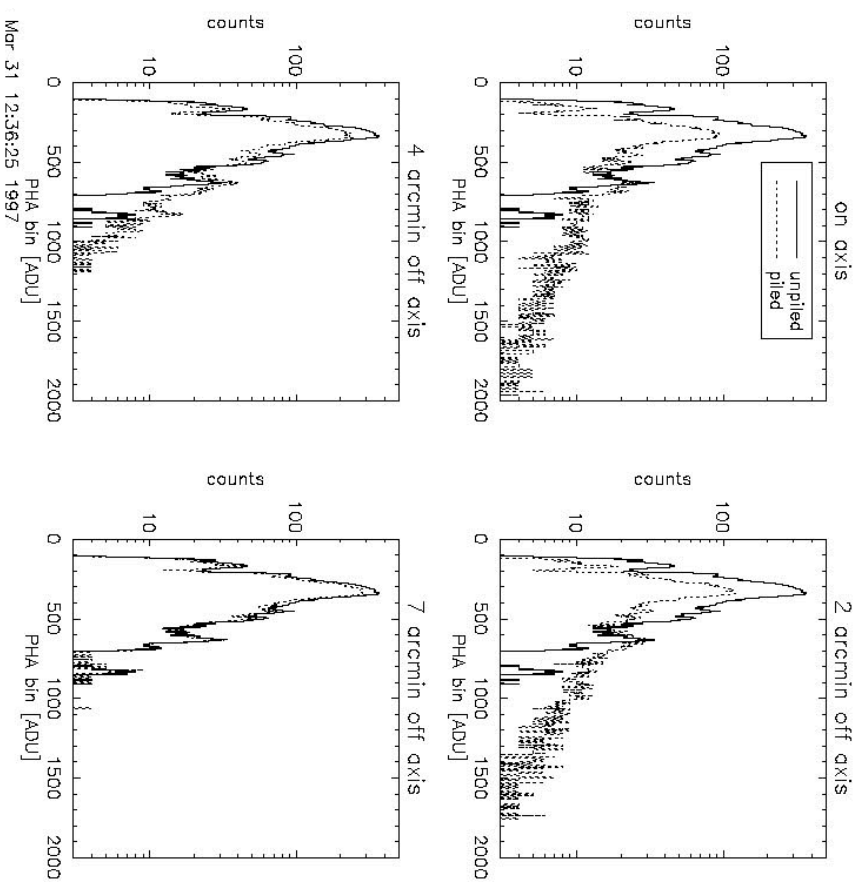 on axis
unpiled
piled
counts
10
100
0
500
1000
1500
2000
PHA bin [ADU]
2 arcmin off axis
counts
10
100
0
500
1000
1500
2000
PHA bin [ADU]
4 arcmin off axis
counts
10
100
0
500
1000
1500
2000
PHA bin [ADU]
7 arcmin off axis
counts
10
100
0
500
1000
1500
2000
PHA bin [ADU]
Mar 31 12:36:25 1997